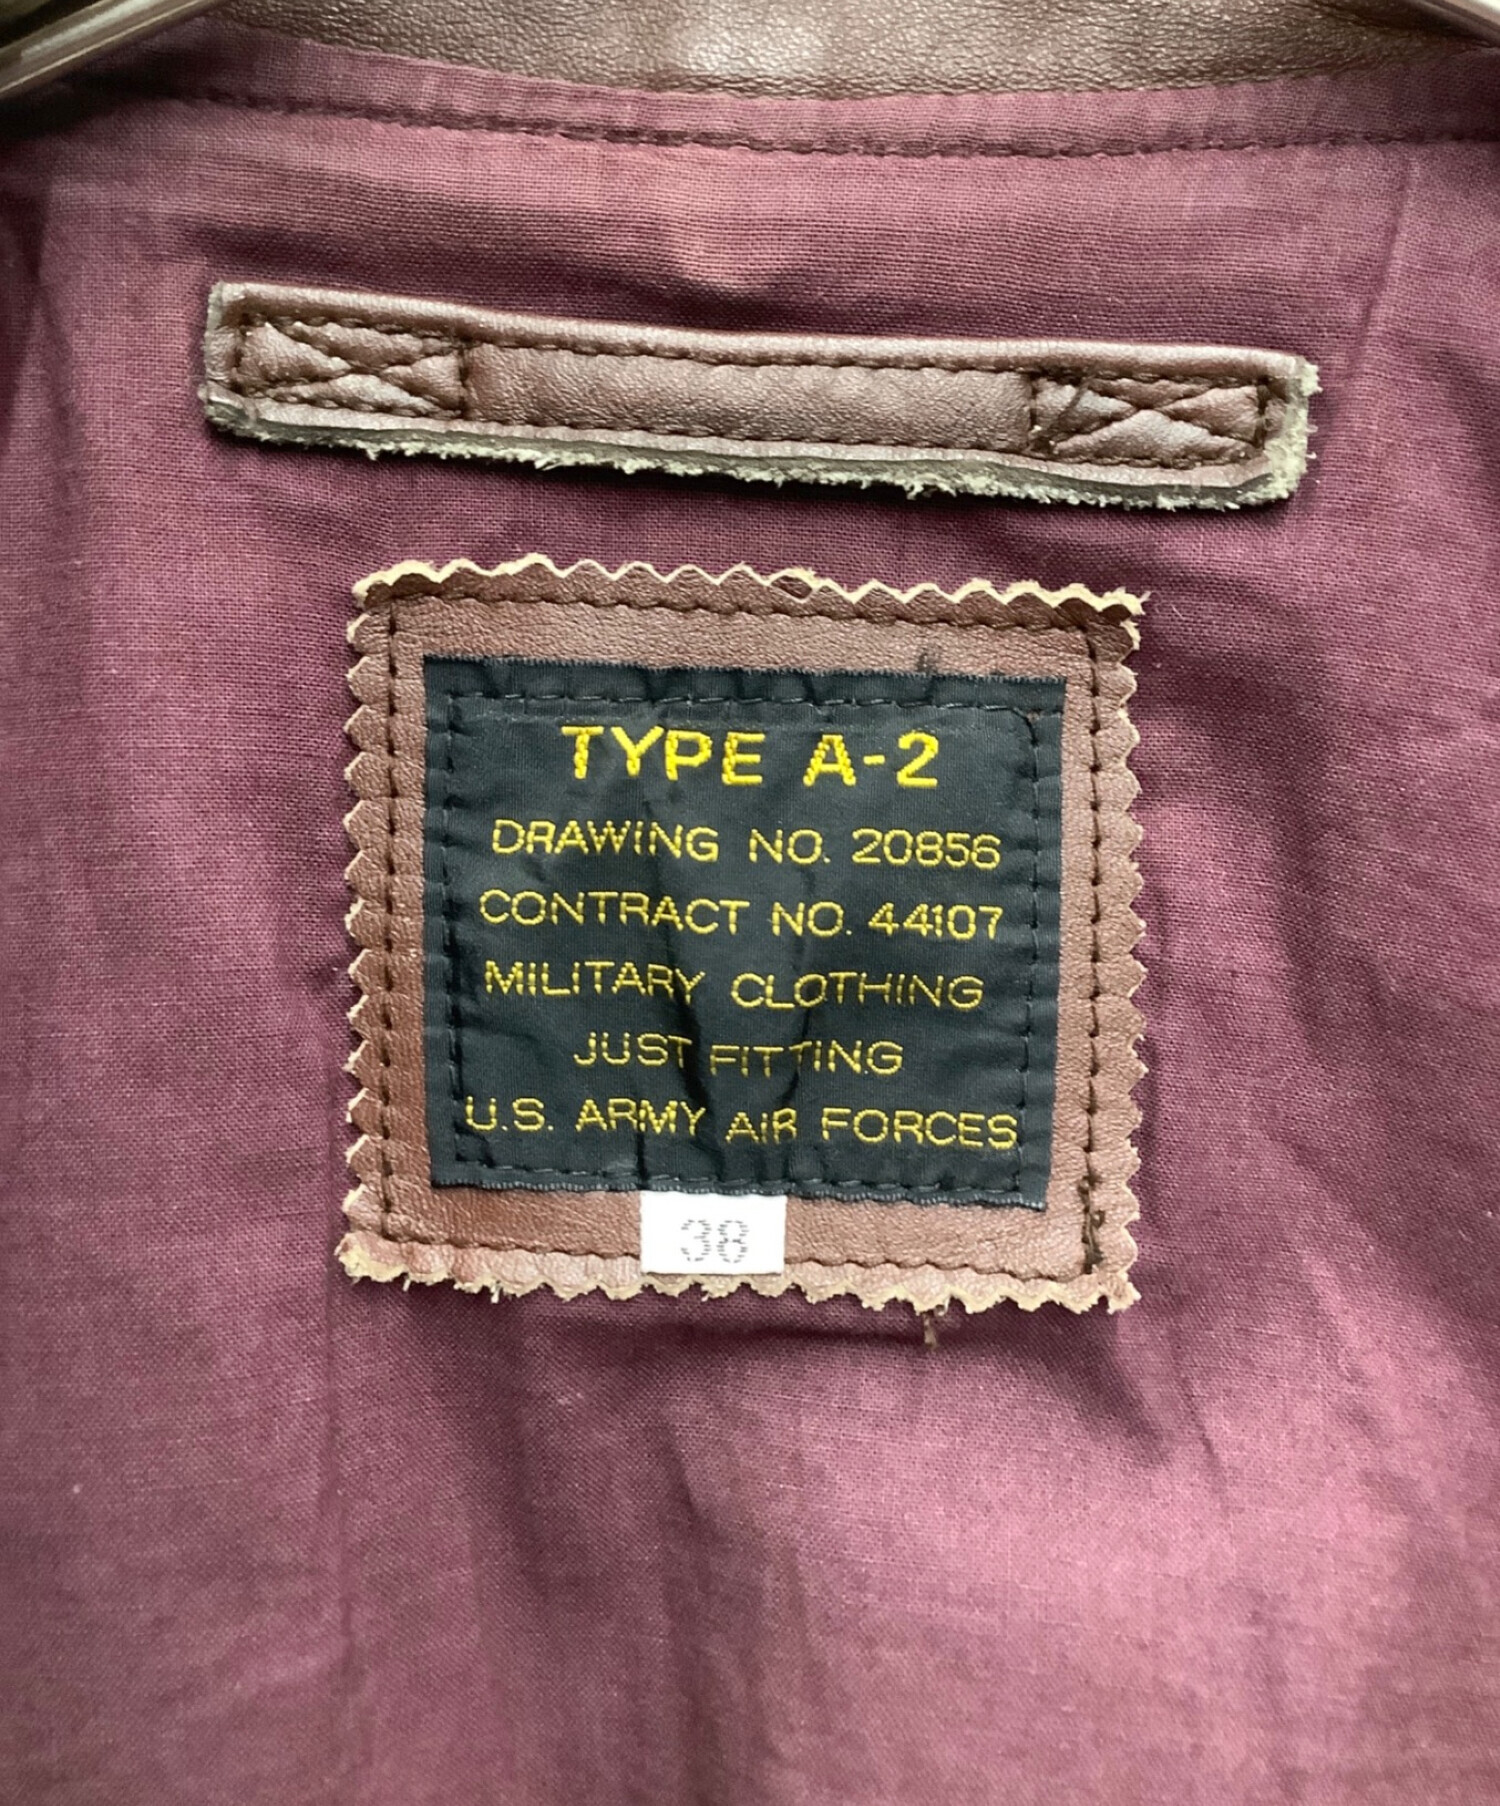 TYPE A-2
DRAWING NO. 20856
CONTRACT NO. 44107
MILITARY CLOTHING
JUST FITTING
U.S. ARMY AIR FORCES
38